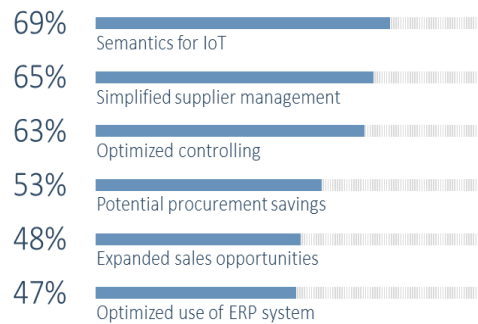 69%
Semantics for IoT
65%
Simplified supplier management
63%
Optimized controlling
53%
Potential procurement savings
48%
Expanded sales opportunities
47%
Optimized use of ERP system